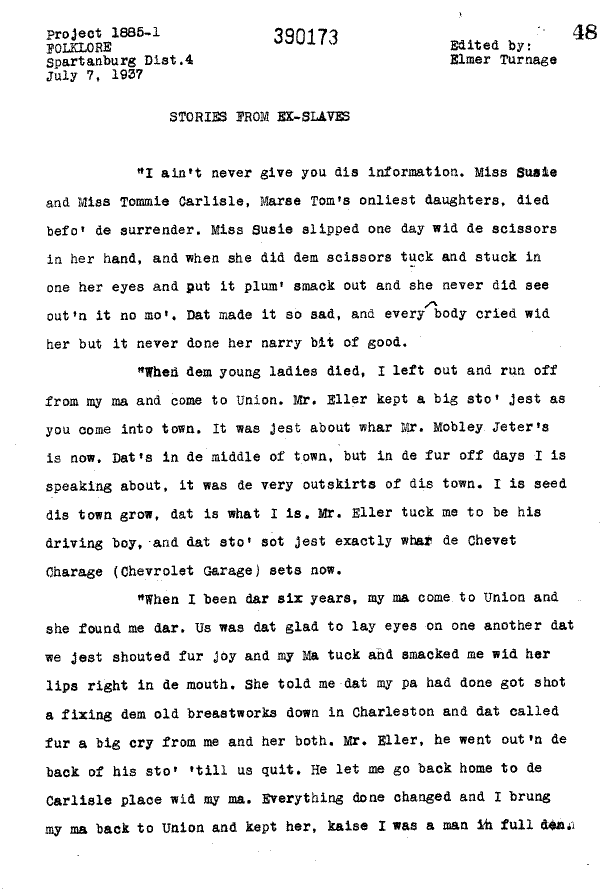 Project 1885-1
FOLKLORE
Spartanburg Dist.4
July 7, 1937
390173
48
Edited by:
Elmer Turnage
STORIES FROM EX-SLAVES
"I ain't never give you dis information. Miss Susie
and Miss Tommie Carlisle, Marse Tom's onliest daughters, died
befo' de surrender. Miss Susie slipped one day wid de scissors
in her hand, and when she did dem scissors tuck and stuck in
one her eyes and put it plum' smack out and she never did see
out'n it no mo'. Dat made it so sad, and every body cried wid
her but it never done her narry bit of good.
"When dem young ladies died, I left out and run off
from my ma and come to Union. Mr. Eller kept a big sto' jest as
you come into town. It was jest about whar Mr. Mobley Jeter's
is now. Dat's in de middle of town, but in de fur off days I is
speaking about, it was de very outskirts of dis town. I is seed
dis town grow, dat is what I is. Mr. Eller tuck me to be his
driving boy, and dat sto' sot jest exactly whar de Chevet
Charage (Chevrolet Garage) sets now.
"When I been dar six years, my ma come to Union and
she found me dar. Us was dat glad to lay eyes on one another dat
we jest shouted fur joy and my Ma tuck and smacked me wid her
lips right in de mouth. She told me dat my pa had done got shot
a fixing dem old breastworks down in Charleston and dat called
fur a big cry from me and her both. Mr. Eller, he went out'n de
back of his sto' 'till us quit. He let me go back home to de
Carlisle place wid my ma. Everything done changed and I brung
my ma back to Union and kept her, kaise I was a man in full den.